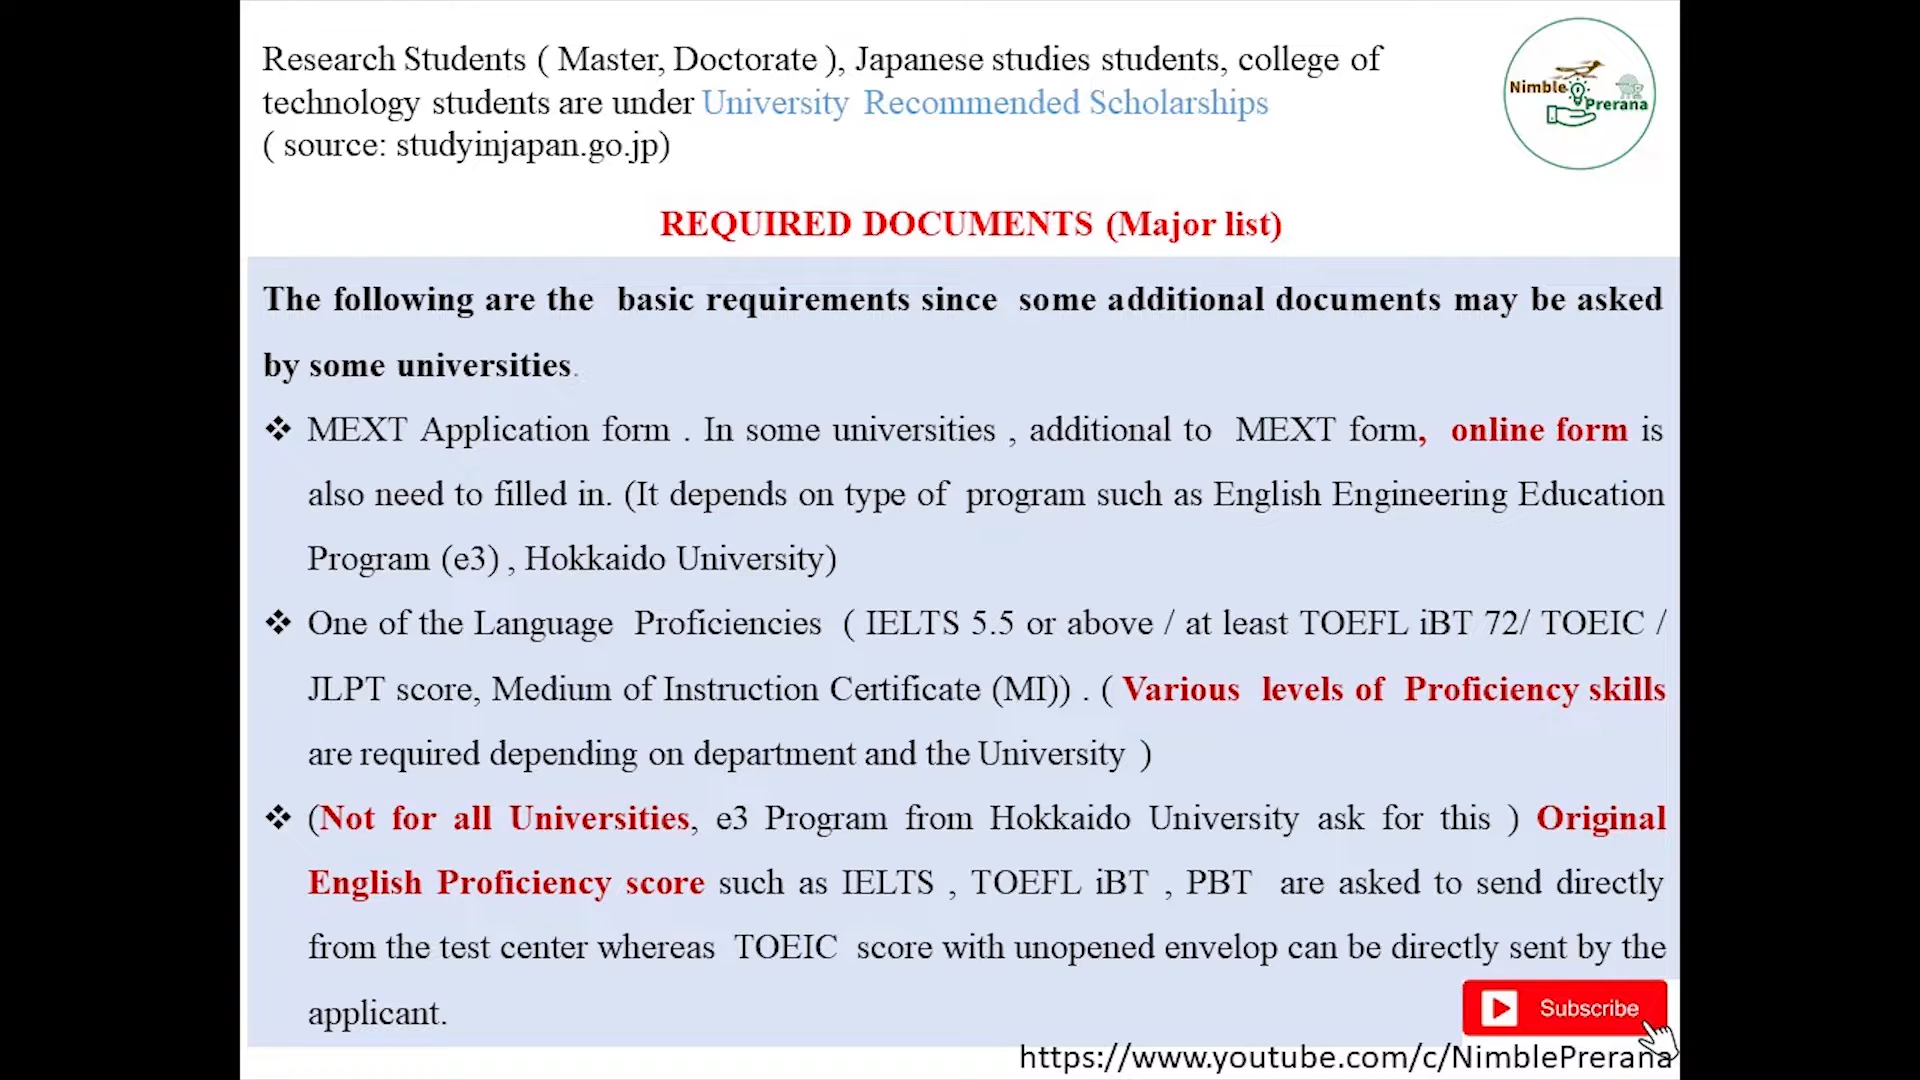 Research Students ( Master, Doctorate ), Japanese studies students, college of
technology students are under University Recommended Scholarships
( source: studyinjapan.go.jp)
Nimble
Prerana
REQUIRED DOCUMENTS (Major list)
The following are the basic requirements since some additional documents may be asked
by some universities.
❖ MEXT Application form . In some universities , additional to MEXT form, online form is
also need to filled in. (It depends on type of program such as English Engineering Education
Program (e3) , Hokkaido University)
❖ One of the Language Proficiencies ( IELTS 5.5 or above / at least TOEFL iBT 72/ TOEIC /
JLPT score, Medium of Instruction Certificate (MI)) . ( Various levels of Proficiency skills
are required depending on department and the University )
❖ (Not for all Universities, e3 Program from Hokkaido University ask for this ) Original
English Proficiency score such as IELTS , TOEFL iBT , PBT are asked to send directly
from the test center whereas TOEIC score with unopened envelop can be directly sent by the
applicant.
Subscribe
https://www.youtube.com/c/NimblePrerana